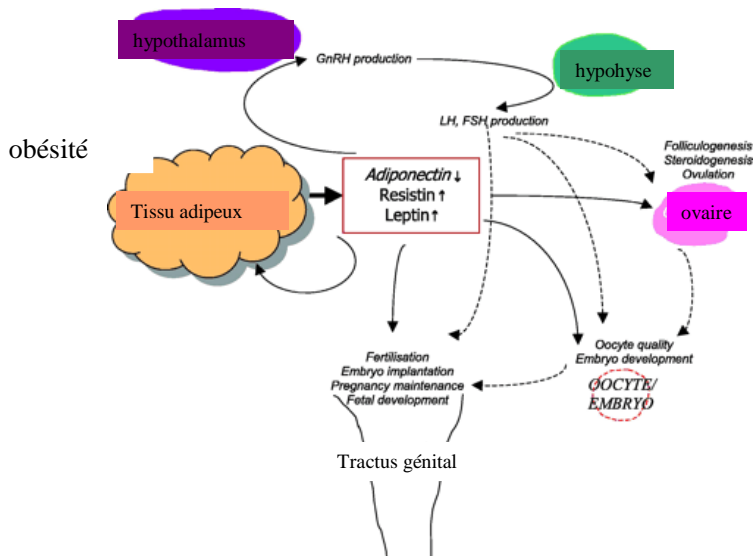 hypothalamus
GnRH production
hypohyse
LH, FSH production
obésité
Folliculogenesis
Steroidogenesis
Ovulation
Adiponectin ↓
Resistin ↑
Leptin ↑
Tissu adipeux
ovaire
Fertilisation
Embryo implantation
Pregnancy maintenance
Fetal development
Oocyte quality
Embryo development
OOCYTE/
EMBRYO
Tractus génital